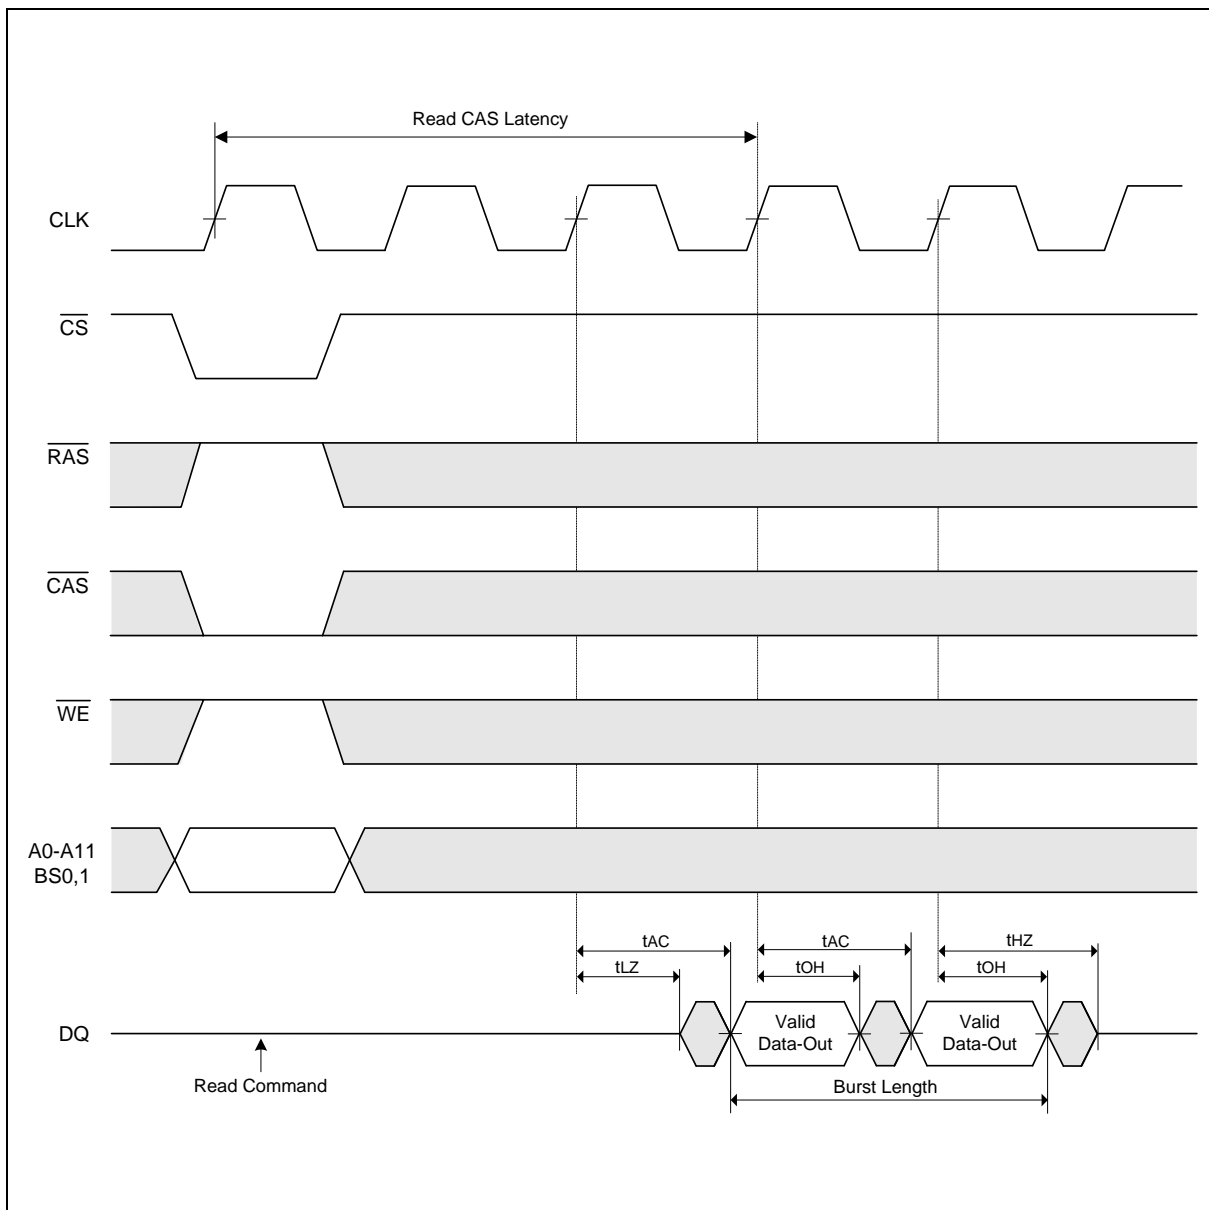 Read CAS Latency
CLK
CS
RAS
CAS
WE
A0-A11
BS0,1
tAC
tAC
tHZ
tLZ
tOH
tOH
DQ
Valid
Data-Out
Valid
Data-Out
Read Command
Burst Length